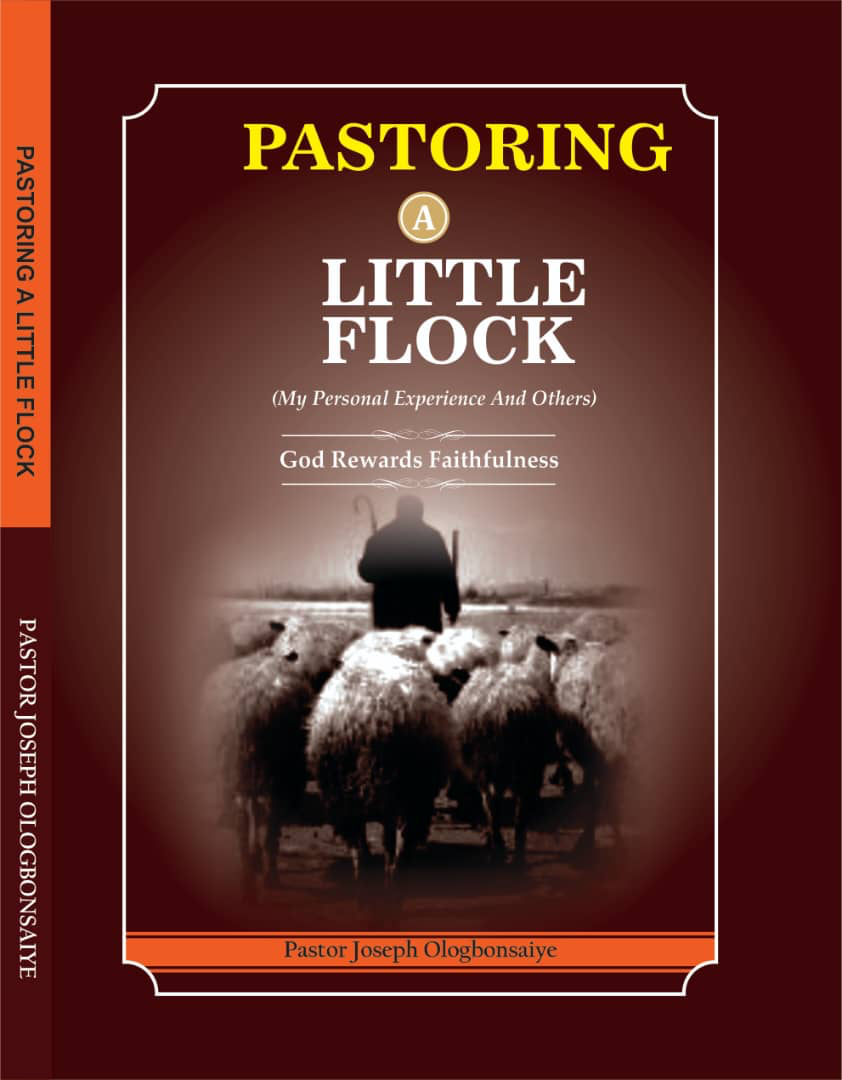 PASTORING A LITTLE FLOCK
PASTOR JOSEPH OLOGBONSAIYE
PASTORING
A
LITTLE
FLOCK
(My Personal Experience And Others)
God Rewards Faithfulness
Pastor Joseph Ologbonsaiye